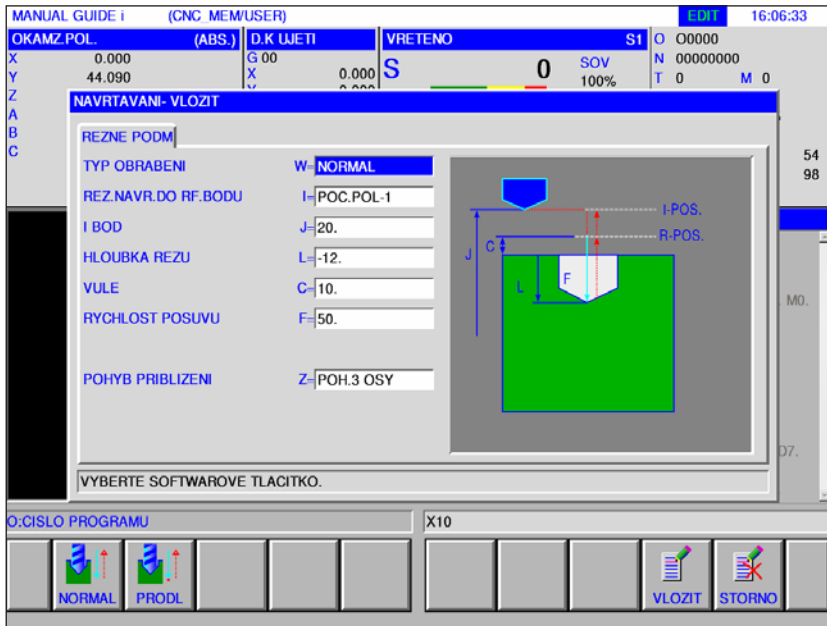 MANUAL GUIDE i (CNC_MEM/USER) EDIT 16:06:33
OKAMZ.POL. (ABS.) D.K UJETI VRETENO S1 O O0000
X 0.000 G 00 N 00000000
Y 44.090 X 0.000 S 0 SOV 100% T 0 M 0
Z
A
B
C
54
98
NAVRTAVANI- VLOZIT
REZNE PODM
TYP OBRABENI W= NORMAL
REZ.NAVR.DO RF.BODU I= POC.POL-1
I BOD J= 20.
HLOUBKA REZU L= -12.
VULE C= 10.
RYCHLOST POSUVU F= 50.
POHYB PRIBLIZENI Z= POH.3 OSY
I-POS.
R-POS.
J
C
L
F
M0.
D7.
VYBERTE SOFTWAROVE TLACITKO.
O:CISLO PROGRAMU X10
NORMAL PRODL VLOZIT STORNO